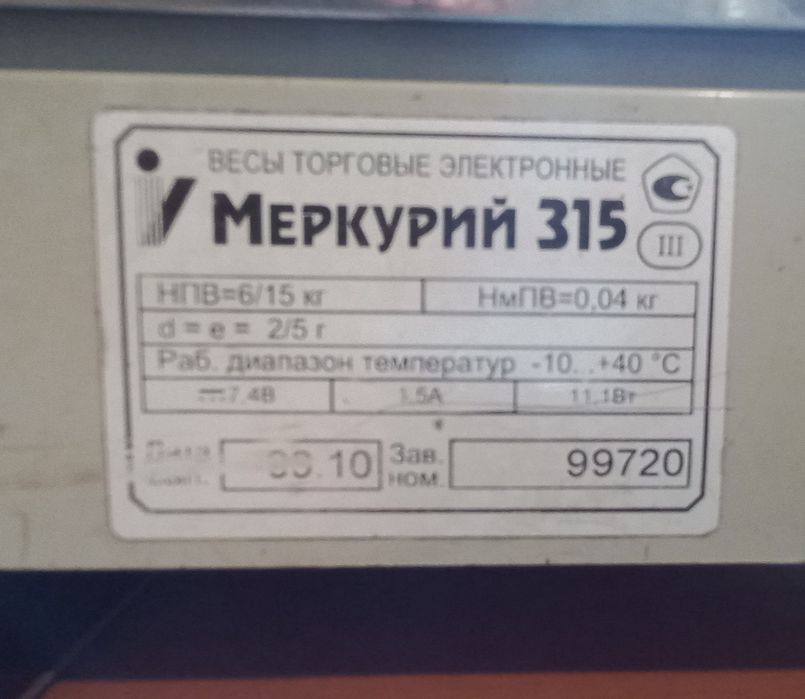 ВЕСЫ ТОРГОВЫЕ ЭЛЕКТРОННЫЕ
МЕРКУРИЙ 315
III
НПВ=6/15 кг НмПВ=0,04 кг
d = e = 2/5 г
Раб. диапазон температур -10...+40 °C
7.4В 1.5А 11.1Вт
.10 Зав. ном. 99720